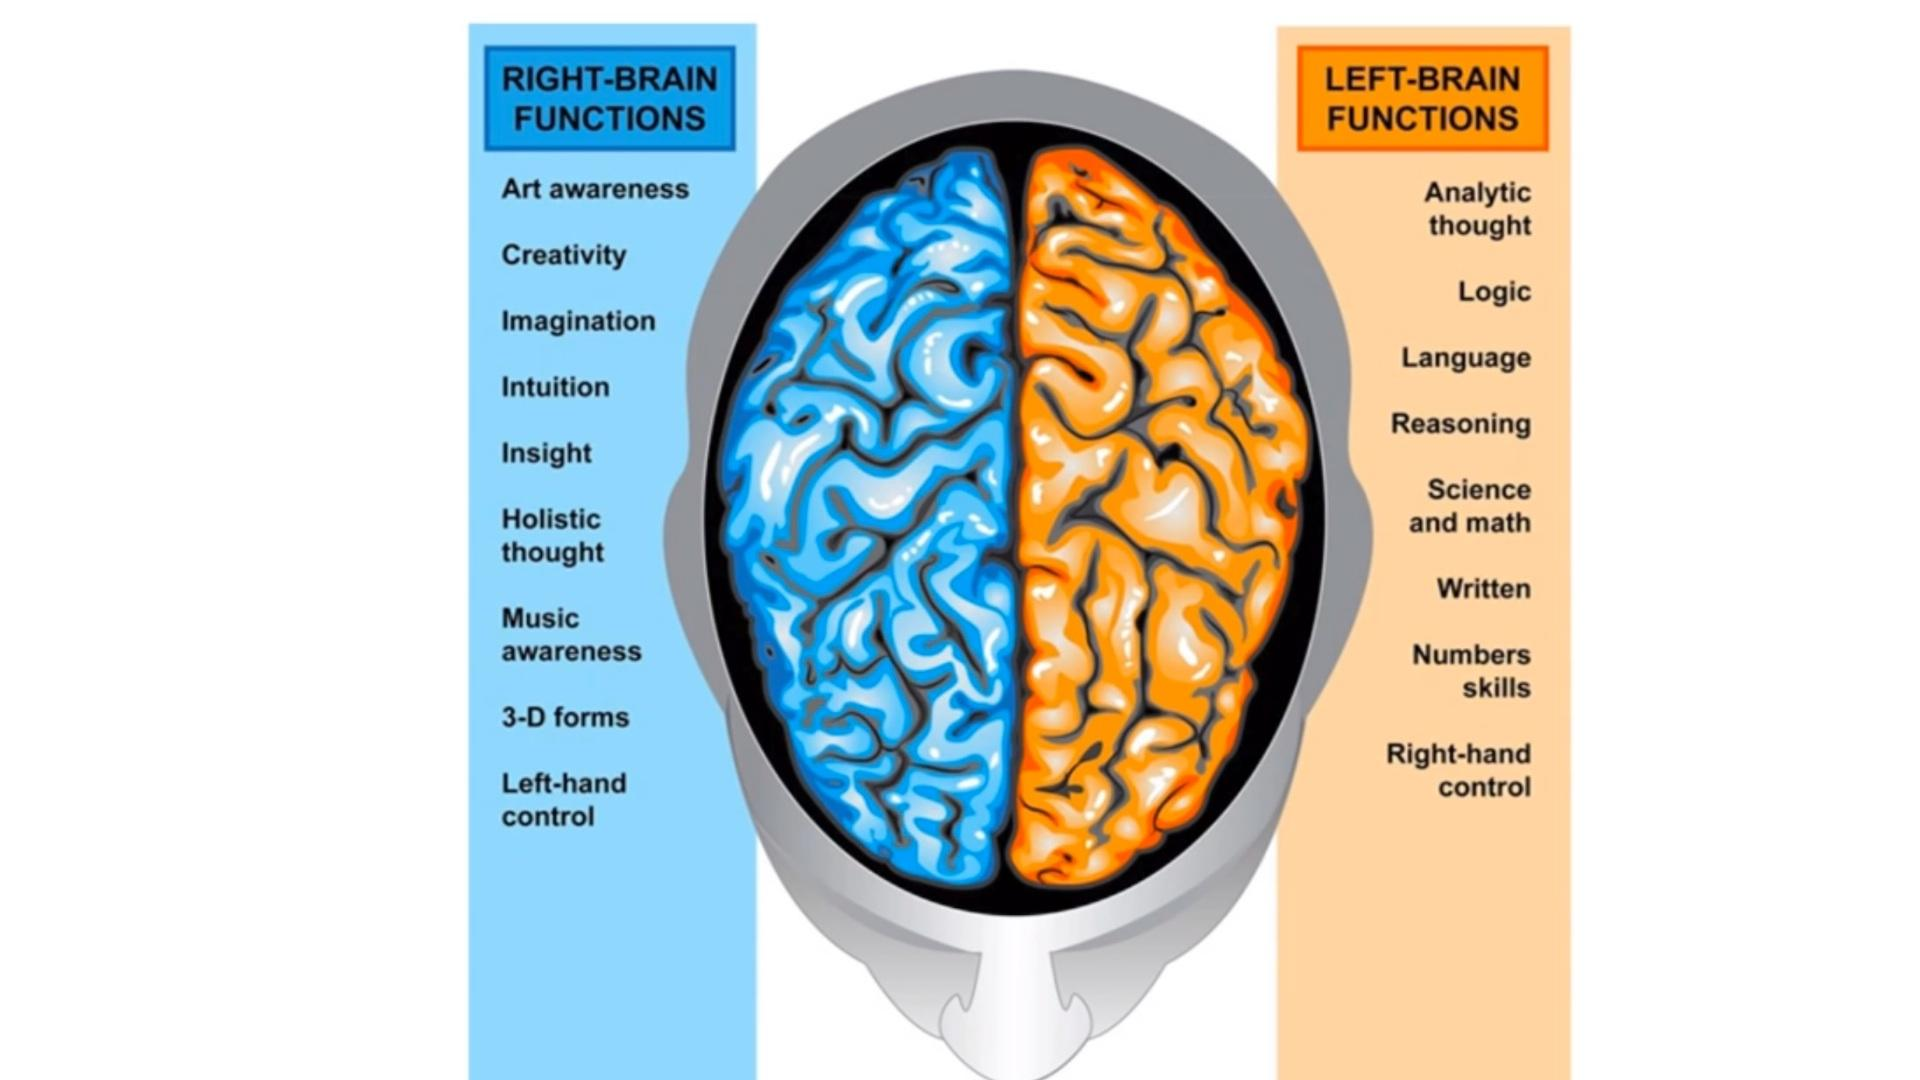 RIGHT-BRAIN
FUNCTIONS
Art awareness
Creativity
Imagination
Intuition
Insight
Holistic
thought
Music
awareness
3-D forms
Left-hand
control
LEFT-BRAIN
FUNCTIONS
Analytic
thought
Logic
Language
Reasoning
Science
and math
Written
Numbers
skills
Right-hand
control